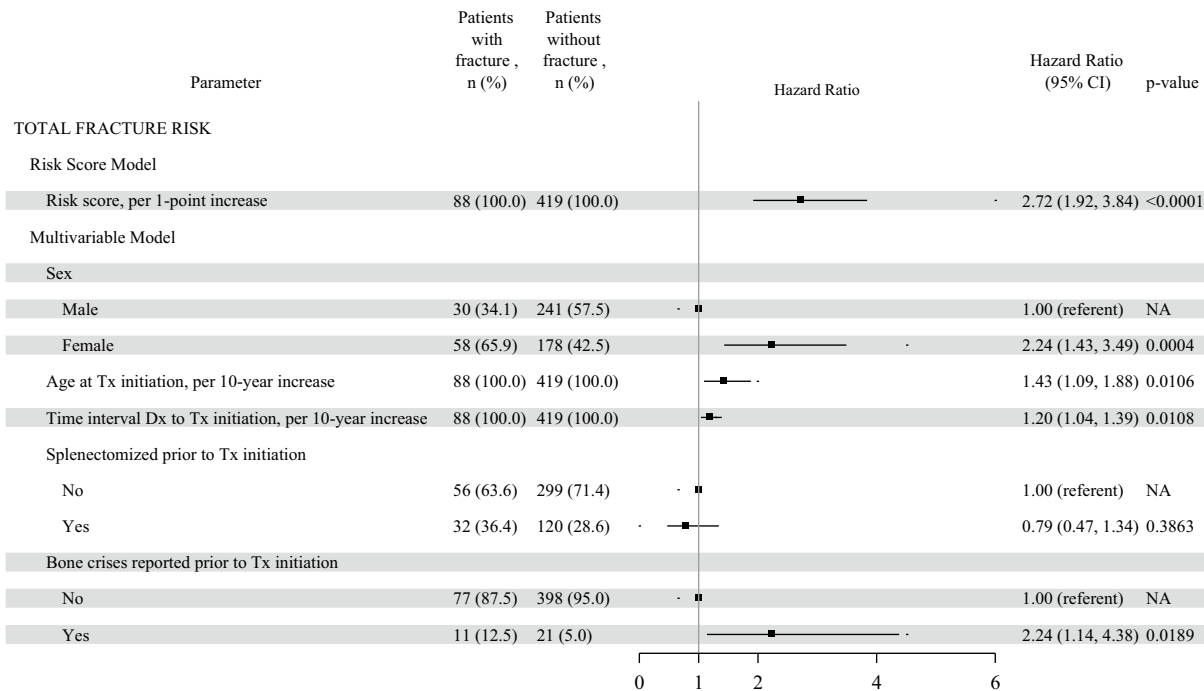 Patients Patients
with without
fracture , fracture , Hazard Ratio
Parameter n (%) n (%) Hazard Ratio (95% CI) p-value
TOTAL FRACTURE RISK
Risk Score Model
Risk score, per 1-point increase 88 (100.0) 419 (100.0) 2.72 (1.92, 3.84) <0.0001
Multivariable Model
Sex
Male 30 (34.1) 241 (57.5) 1.00 (referent) NA
Female 58 (65.9) 178 (42.5) 2.24 (1.43, 3.49) 0.0004
Age at Tx initiation, per 10-year increase 88 (100.0) 419 (100.0) 1.43 (1.09, 1.88) 0.0106
Time interval Dx to Tx initiation, per 10-year increase 88 (100.0) 419 (100.0) 1.20 (1.04, 1.39) 0.0108
Splenectomized prior to Tx initiation
No 56 (63.6) 299 (71.4) 1.00 (referent) NA
Yes 32 (36.4) 120 (28.6) 0.79 (0.47, 1.34) 0.3863
Bone crises reported prior to Tx initiation
No 77 (87.5) 398 (95.0) 1.00 (referent) NA
Yes 11 (12.5) 21 (5.0) 2.24 (1.14, 4.38) 0.0189
0 1 2 4 6